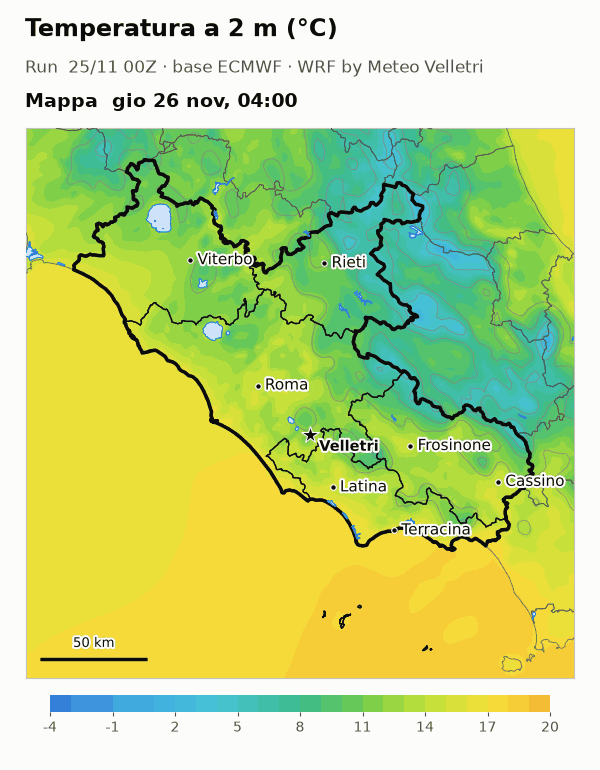 Temperatura a 2 m (°C)
Run  25/11 00Z · base ECMWF · WRF by Meteo Velletri
Mappa  gio 26 nov, 04:00
Viterbo
Rieti
Roma
Velletri
Frosinone
Latina
Cassino
Terracina
50 km
-4 -1 2 5 8 11 14 17 20